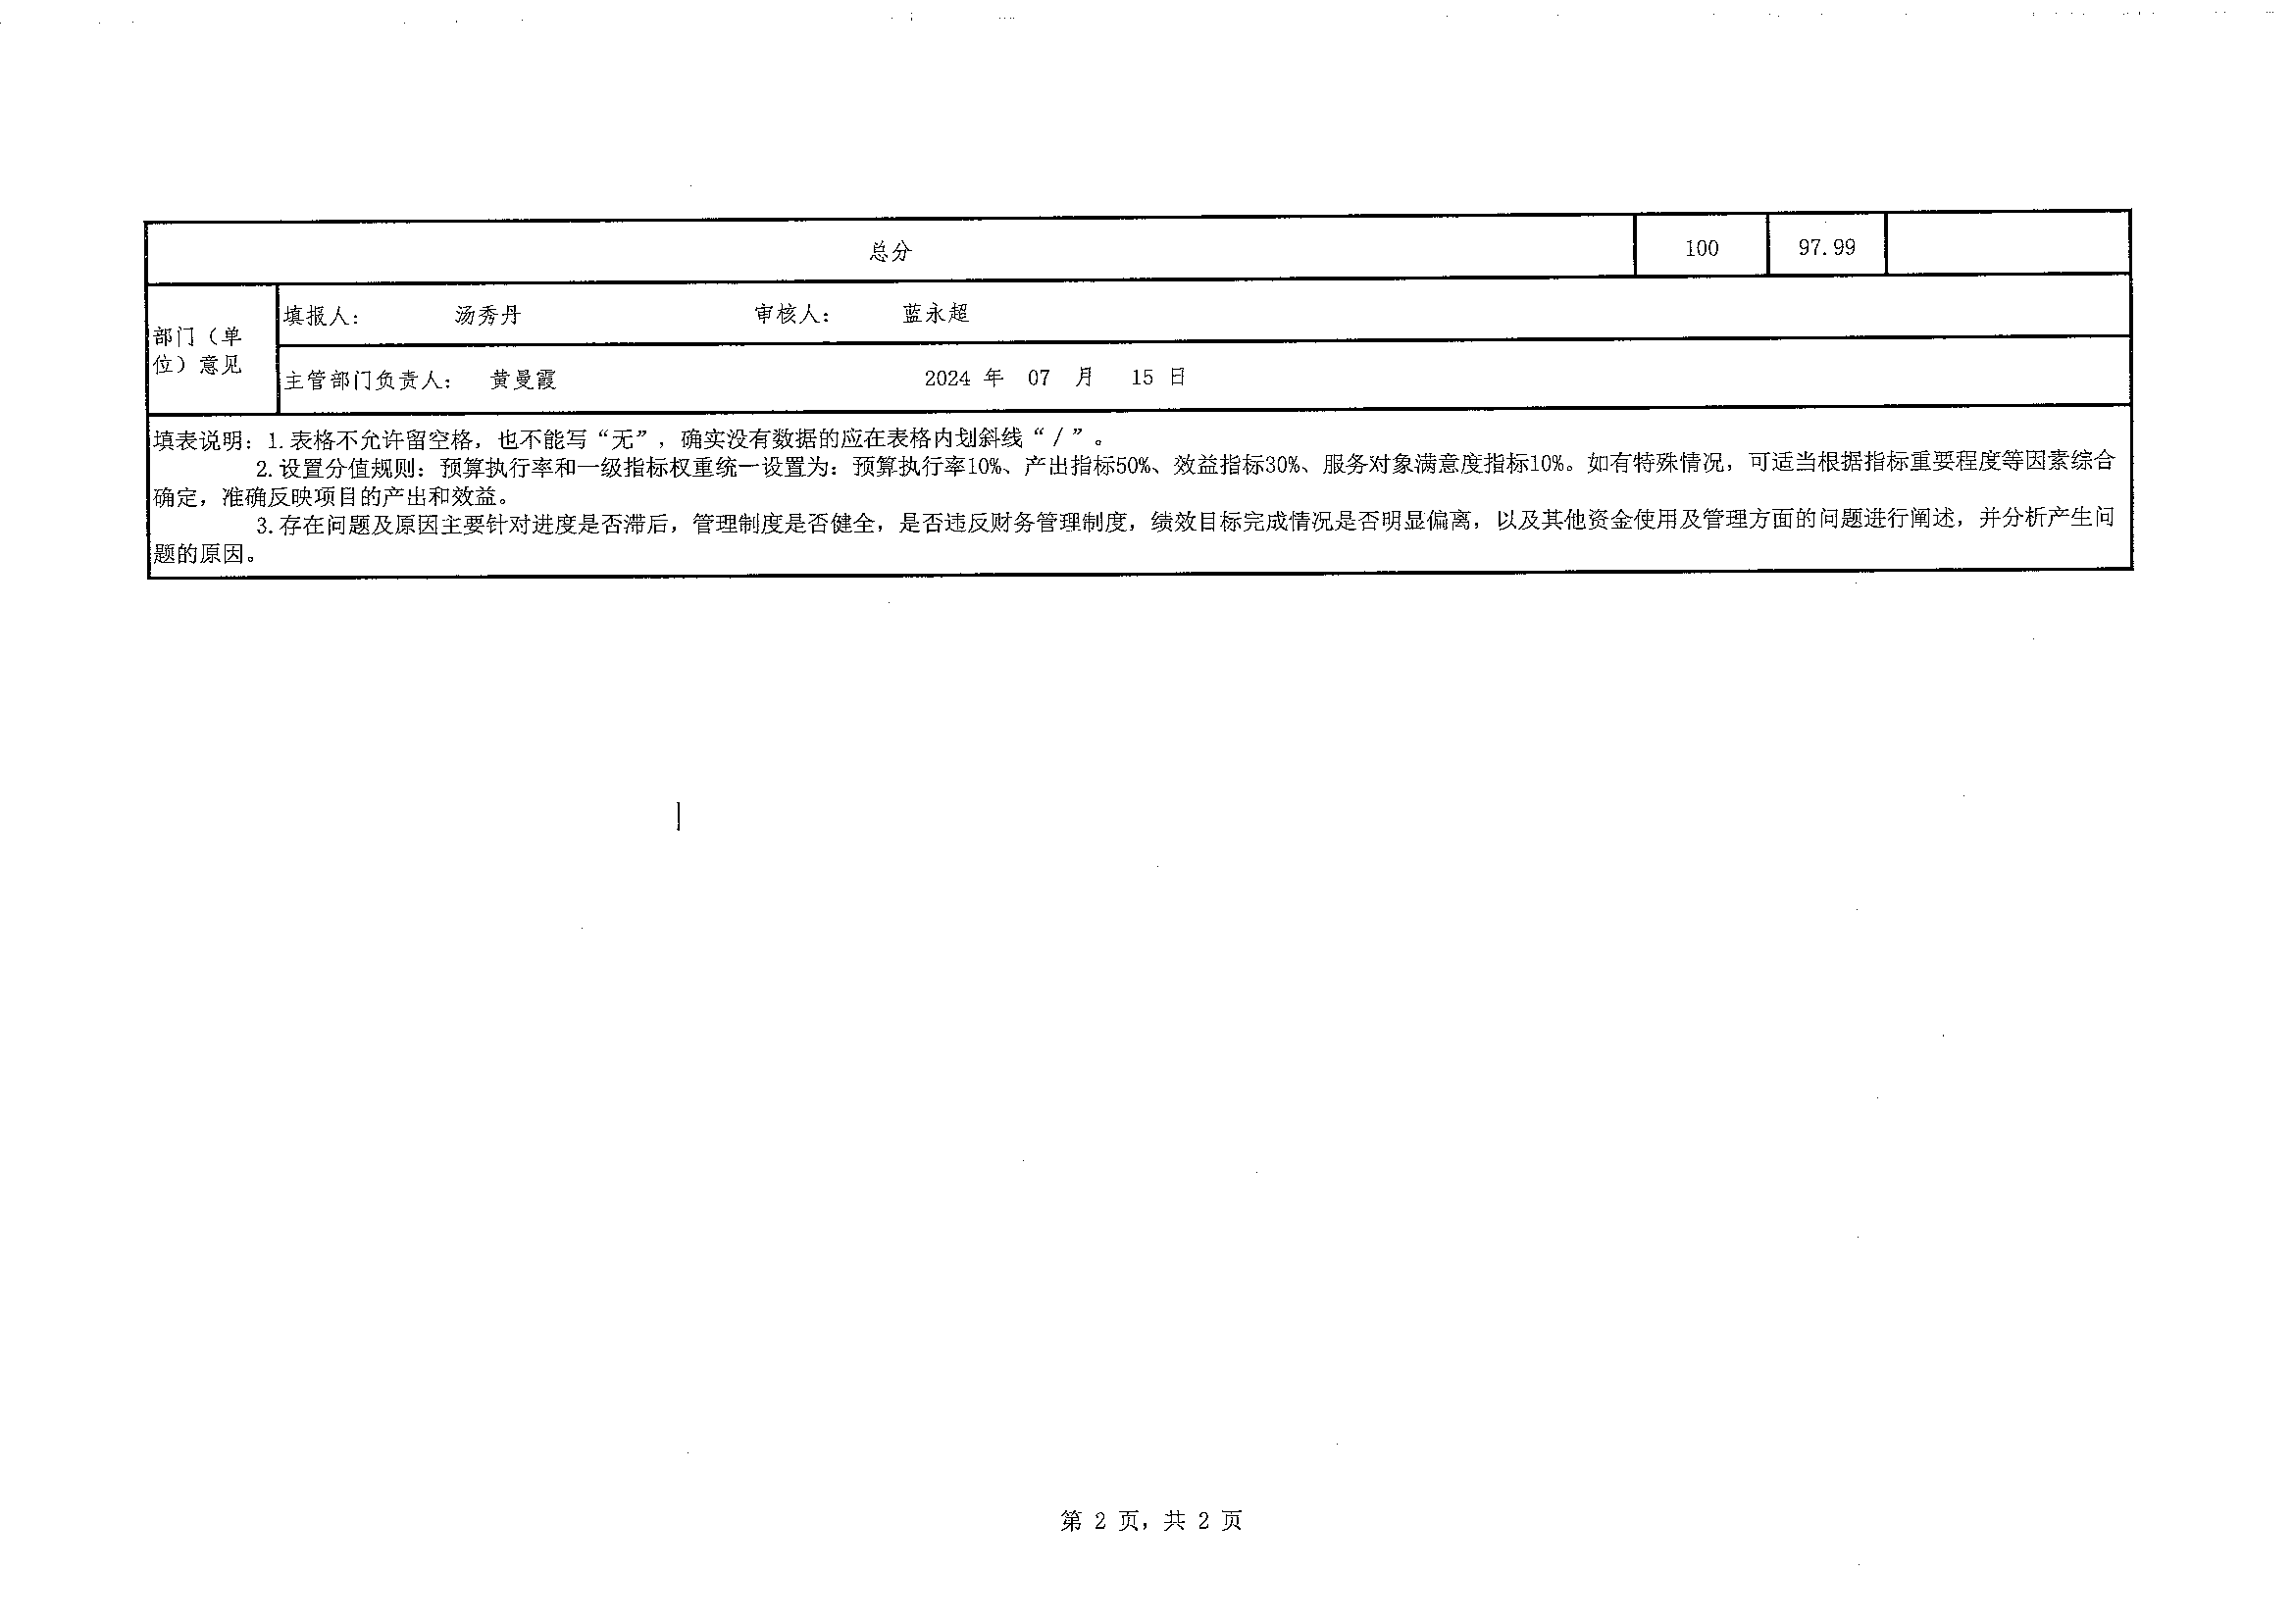 总分 100 97.99
部门（单
位）意见
填报人： 汤秀丹 审核人： 蓝永超
主管部门负责人： 黄曼霞 2024 年 07 月 15 日
填表说明：1.表格不允许留空格，也不能写“无”，确实没有数据的应在表格内划斜线“/”。
2.设置分值规则：预算执行率和一级指标权重统一设置为：预算执行率10%、产出指标50%、效益指标30%、服务对象满意度指标10%。如有特殊情况，可适当根据指标重要程度等因素综合
确定，准确反映项目的产出和效益。
3.存在问题及原因主要针对进度是否滞后，管理制度是否健全，是否违反财务管理制度，绩效目标完成情况是否明显偏离，以及其他资金使用及管理方面的问题进行阐述，并分析产生问
题的原因。
第 2 页，共 2 页